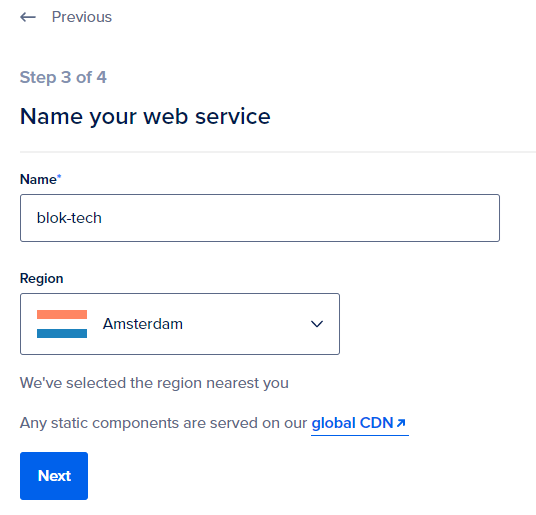 ← Previous
Step 3 of 4
Name your web service
Name*
blok-tech
Region
Amsterdam
We've selected the region nearest you
Any static components are served on our global CDN↗
Next